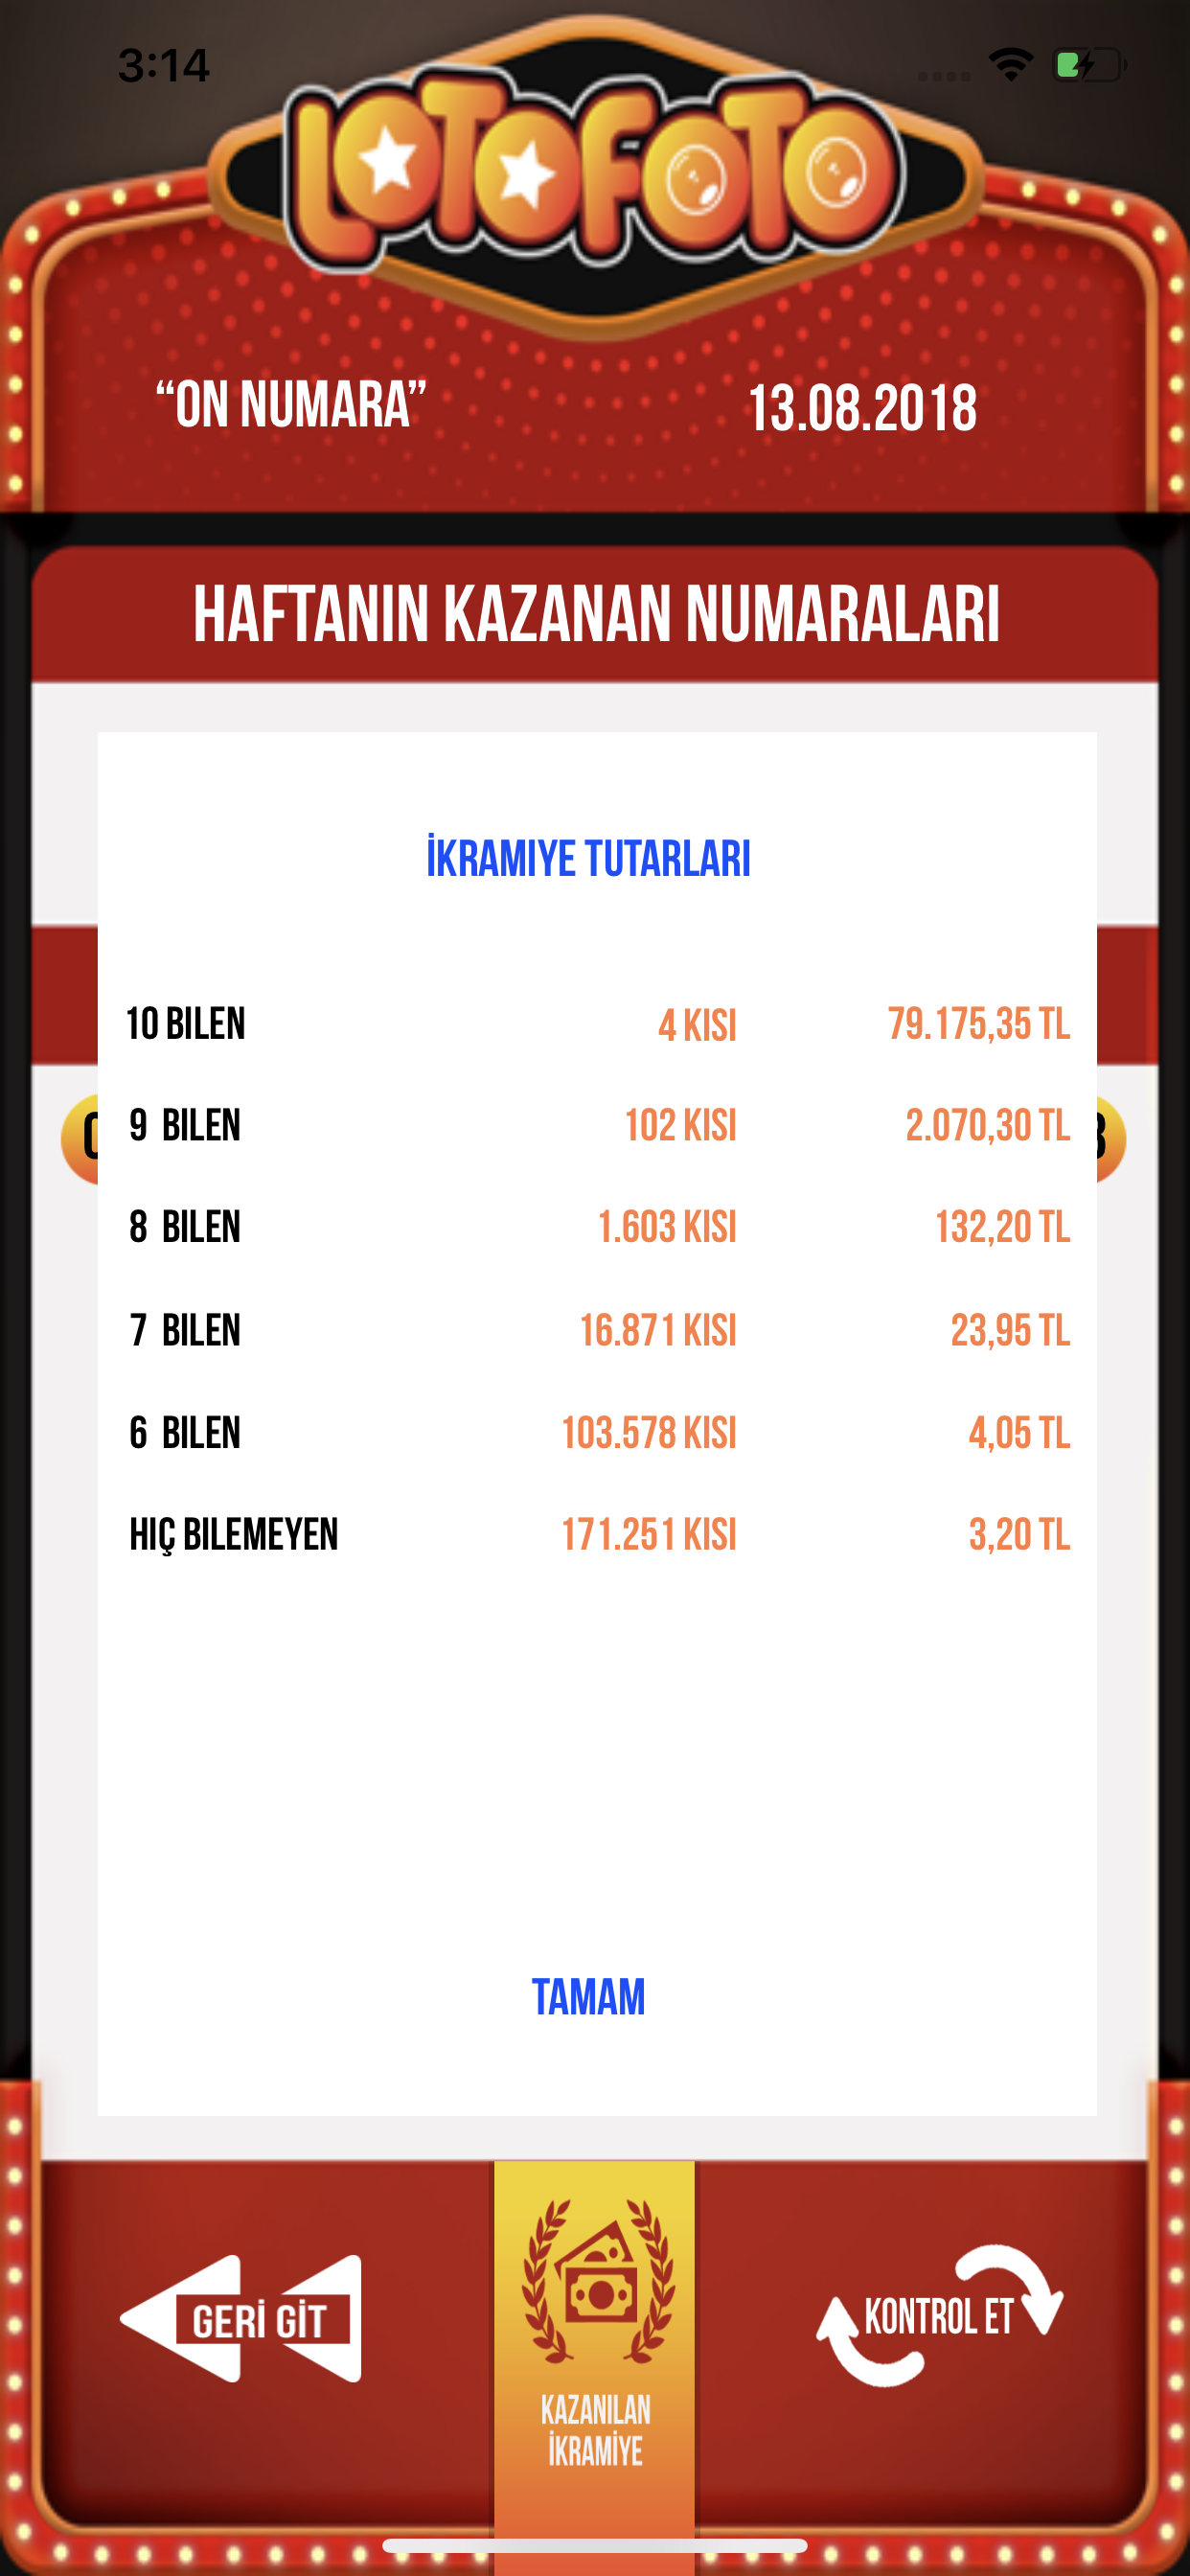 3:14
LOTOFOTO
“ON NUMARA” 13.08.2018
HAFTANIN KAZANAN NUMARALARI
İKRAMIYE TUTARLARI
10 BILEN 4 KISI 79.175,35 TL
9 BILEN 102 KISI 2.070,30 TL
8 BILEN 1.603 KISI 132,20 TL
7 BILEN 16.871 KISI 23,95 TL
6 BILEN 103.578 KISI 4,05 TL
HIÇ BILEMEYEN 171.251 KISI 3,20 TL
TAMAM
GERİ GİT
KONTROL ET
KAZANILAN
İKRAMİYE